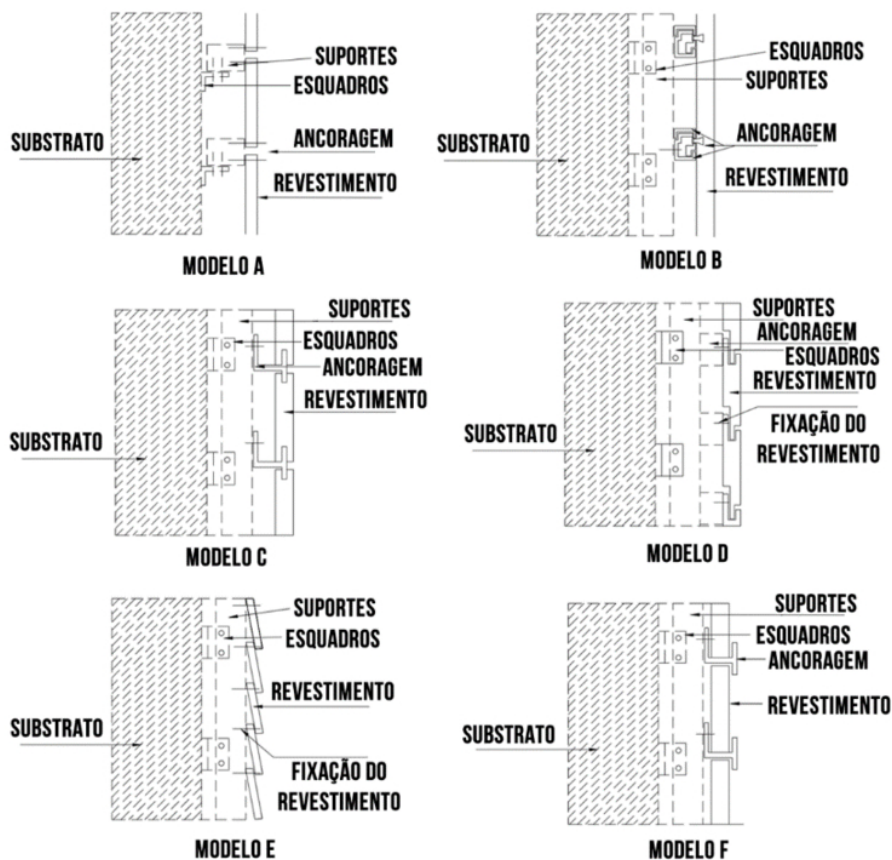 SUPORTES
ESQUADROS
SUBSTRATO
ANCORAGEM
REVESTIMENTO
MODELO A
ESQUADROS
SUPORTES
SUBSTRATO
ANCORAGEM
REVESTIMENTO
MODELO B
SUPORTES
ESQUADROS
ANCORAGEM
REVESTIMENTO
SUBSTRATO
MODELO C
SUPORTES
ANCORAGEM
ESQUADROS
REVESTIMENTO
FIXAÇÃO DO
REVESTIMENTO
SUBSTRATO
MODELO D
SUPORTES
ESQUADROS
REVESTIMENTO
SUBSTRATO
FIXAÇÃO DO
REVESTIMENTO
MODELO E
SUPORTES
ESQUADROS
ANCORAGEM
REVESTIMENTO
SUBSTRATO
MODELO F